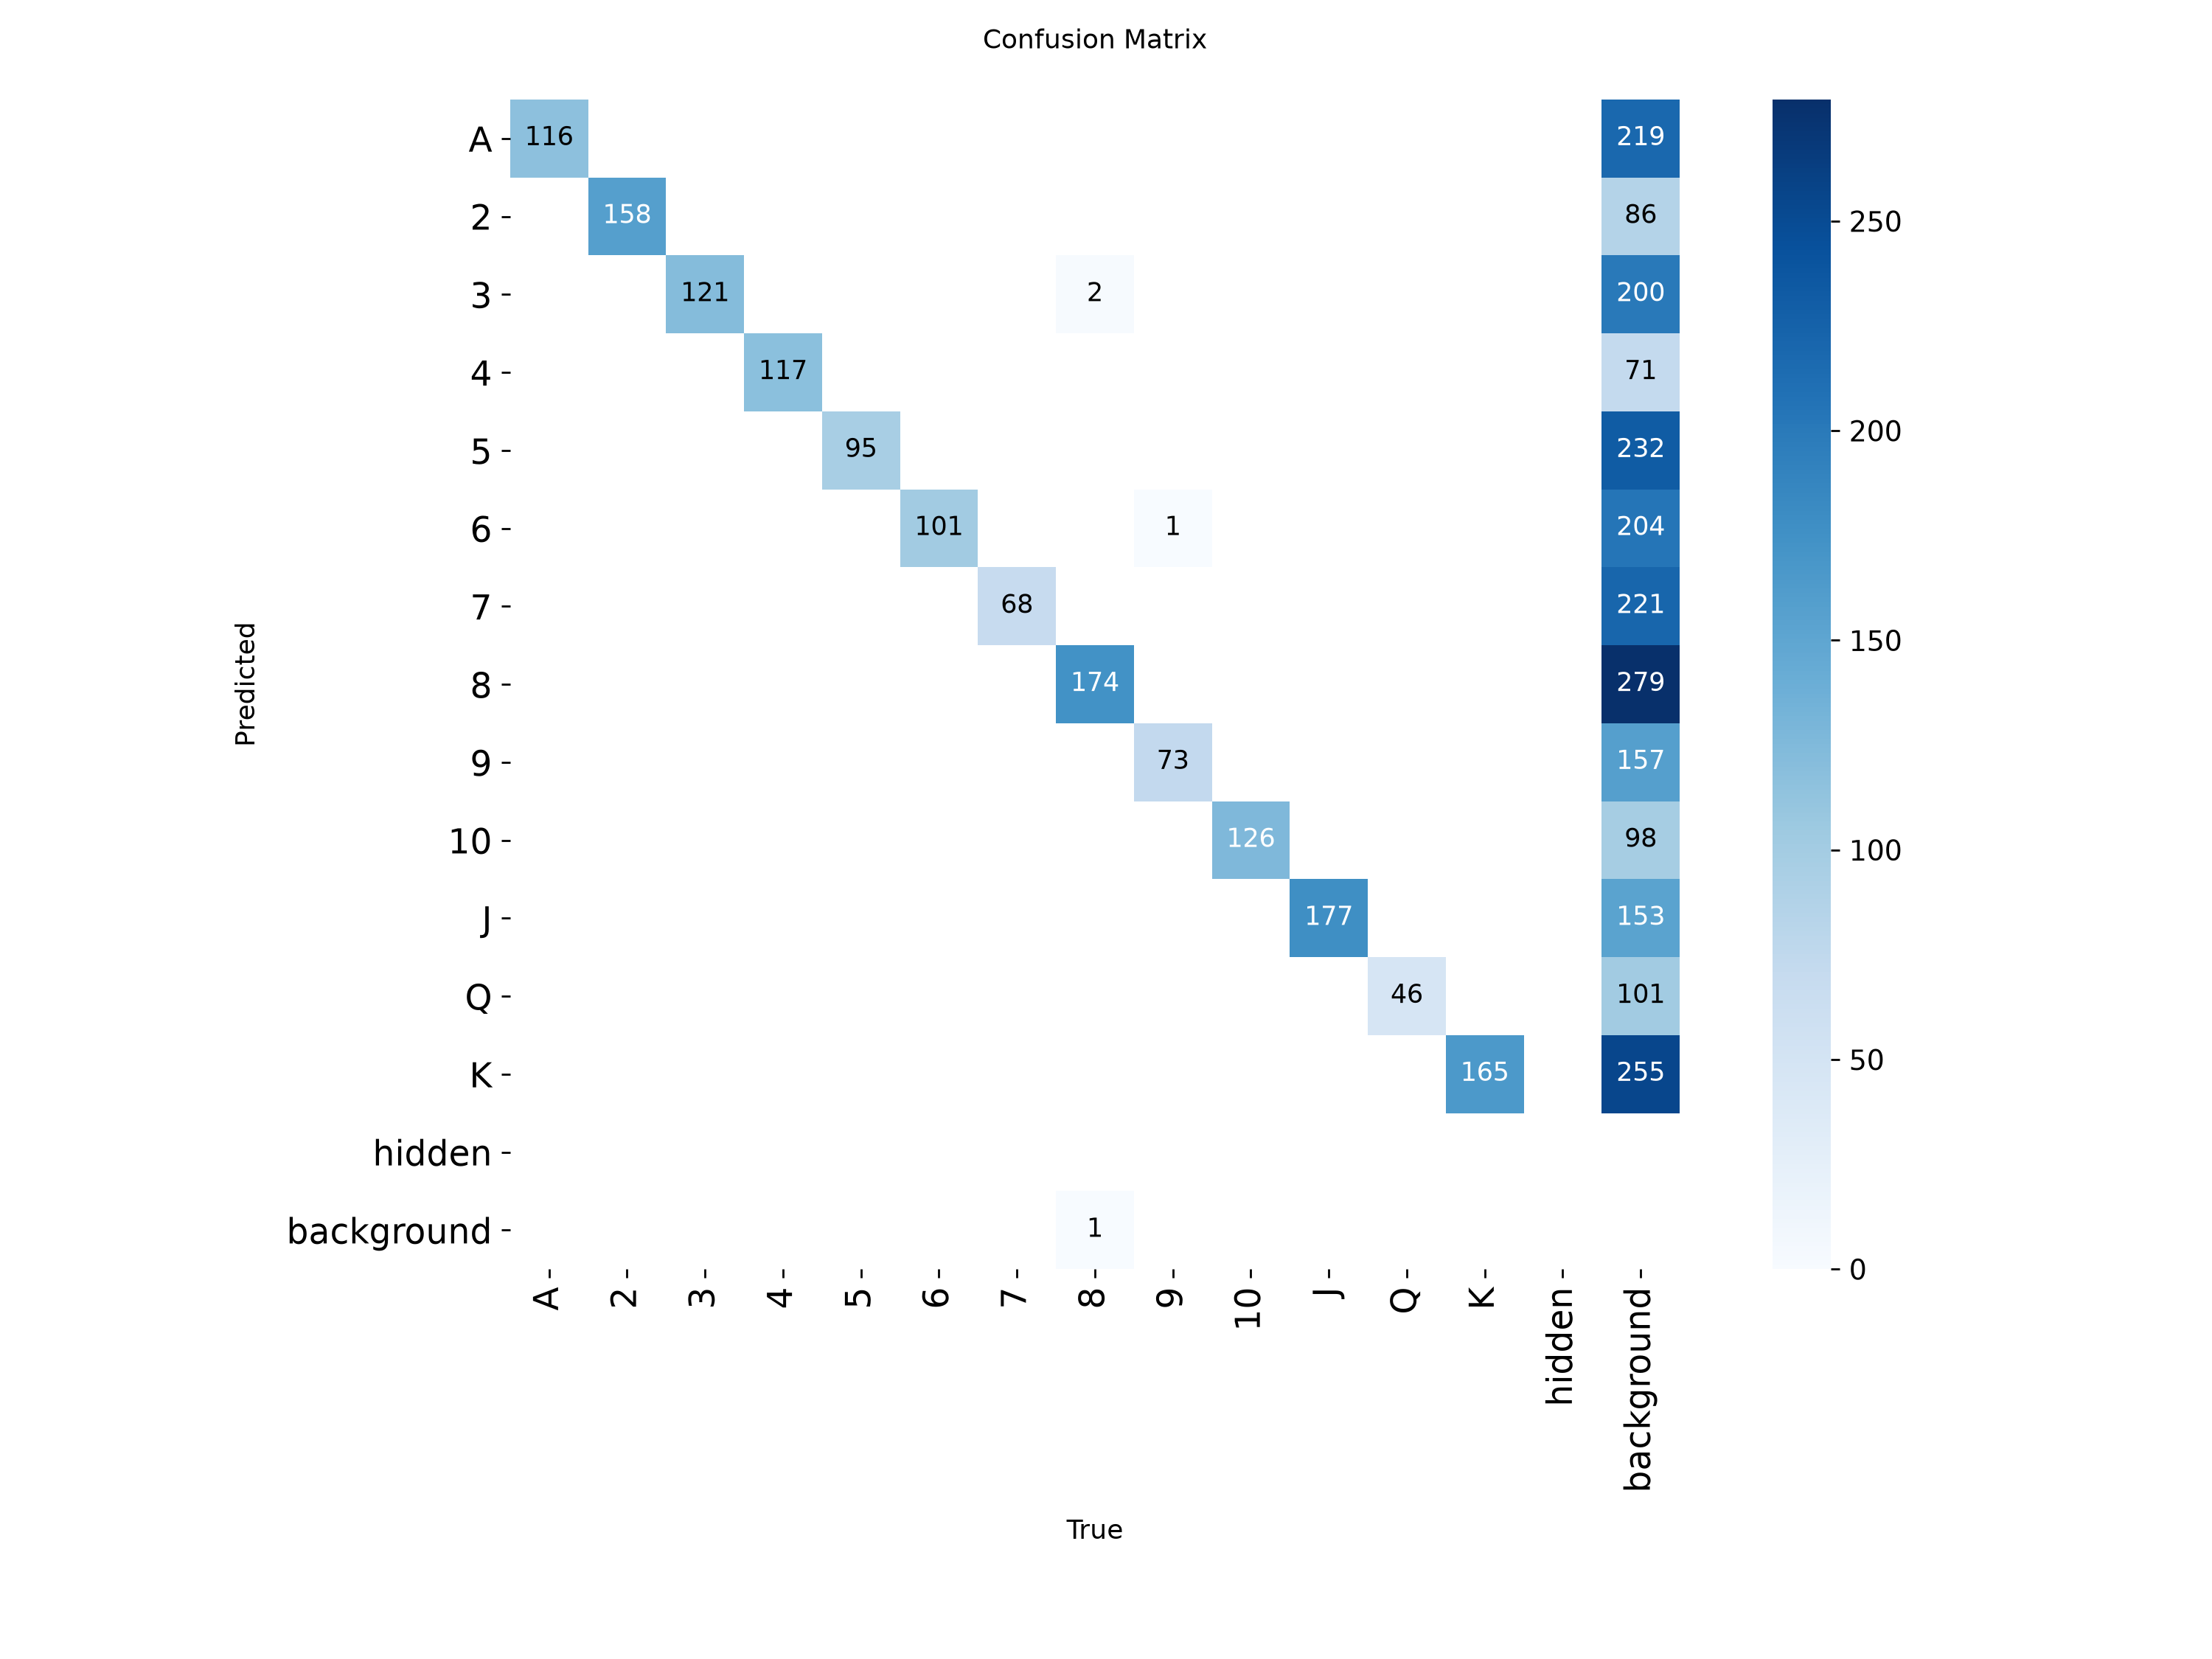 Confusion Matrix
A 116 219
2 158 86
3 121 2 200
4 117 71
5 95 232
6 101 1 204
7 68 221
8 174 279
9 73 157
10 126 98
J 177 153
Q 46 101
K 165 255
hidden
background 1
A 2 3 4 5 6 7 8 9 10 J Q K hidden background
Predicted
True
250
200
150
100
50
0